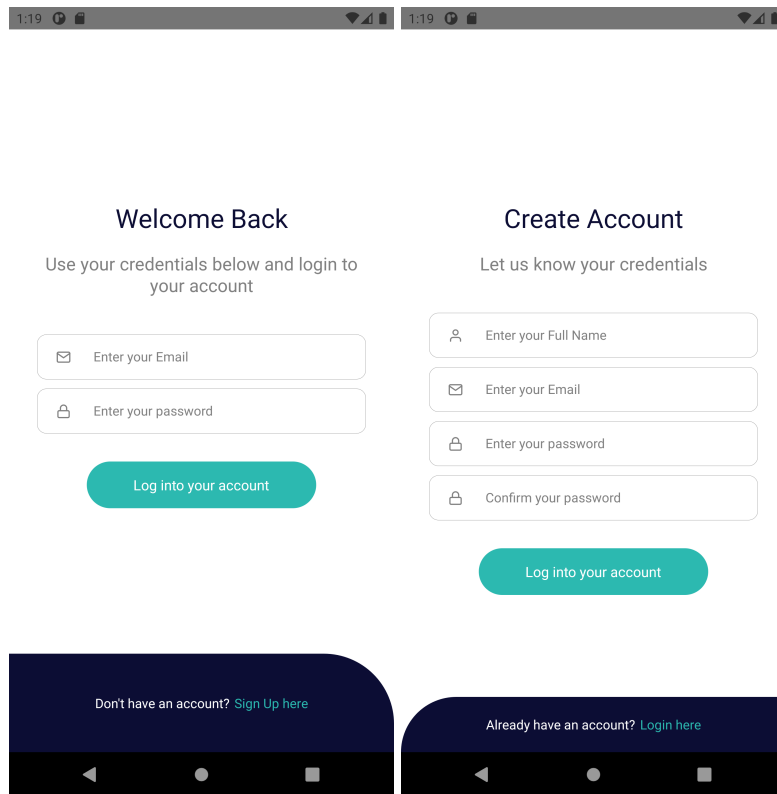 1:19
Welcome Back
Use your credentials below and login to
your account
Enter your Email
Enter your password
Log into your account
Don't have an account? Sign Up here
1:19
Create Account
Let us know your credentials
Enter your Full Name
Enter your Email
Enter your password
Confirm your password
Log into your account
Already have an account? Login here